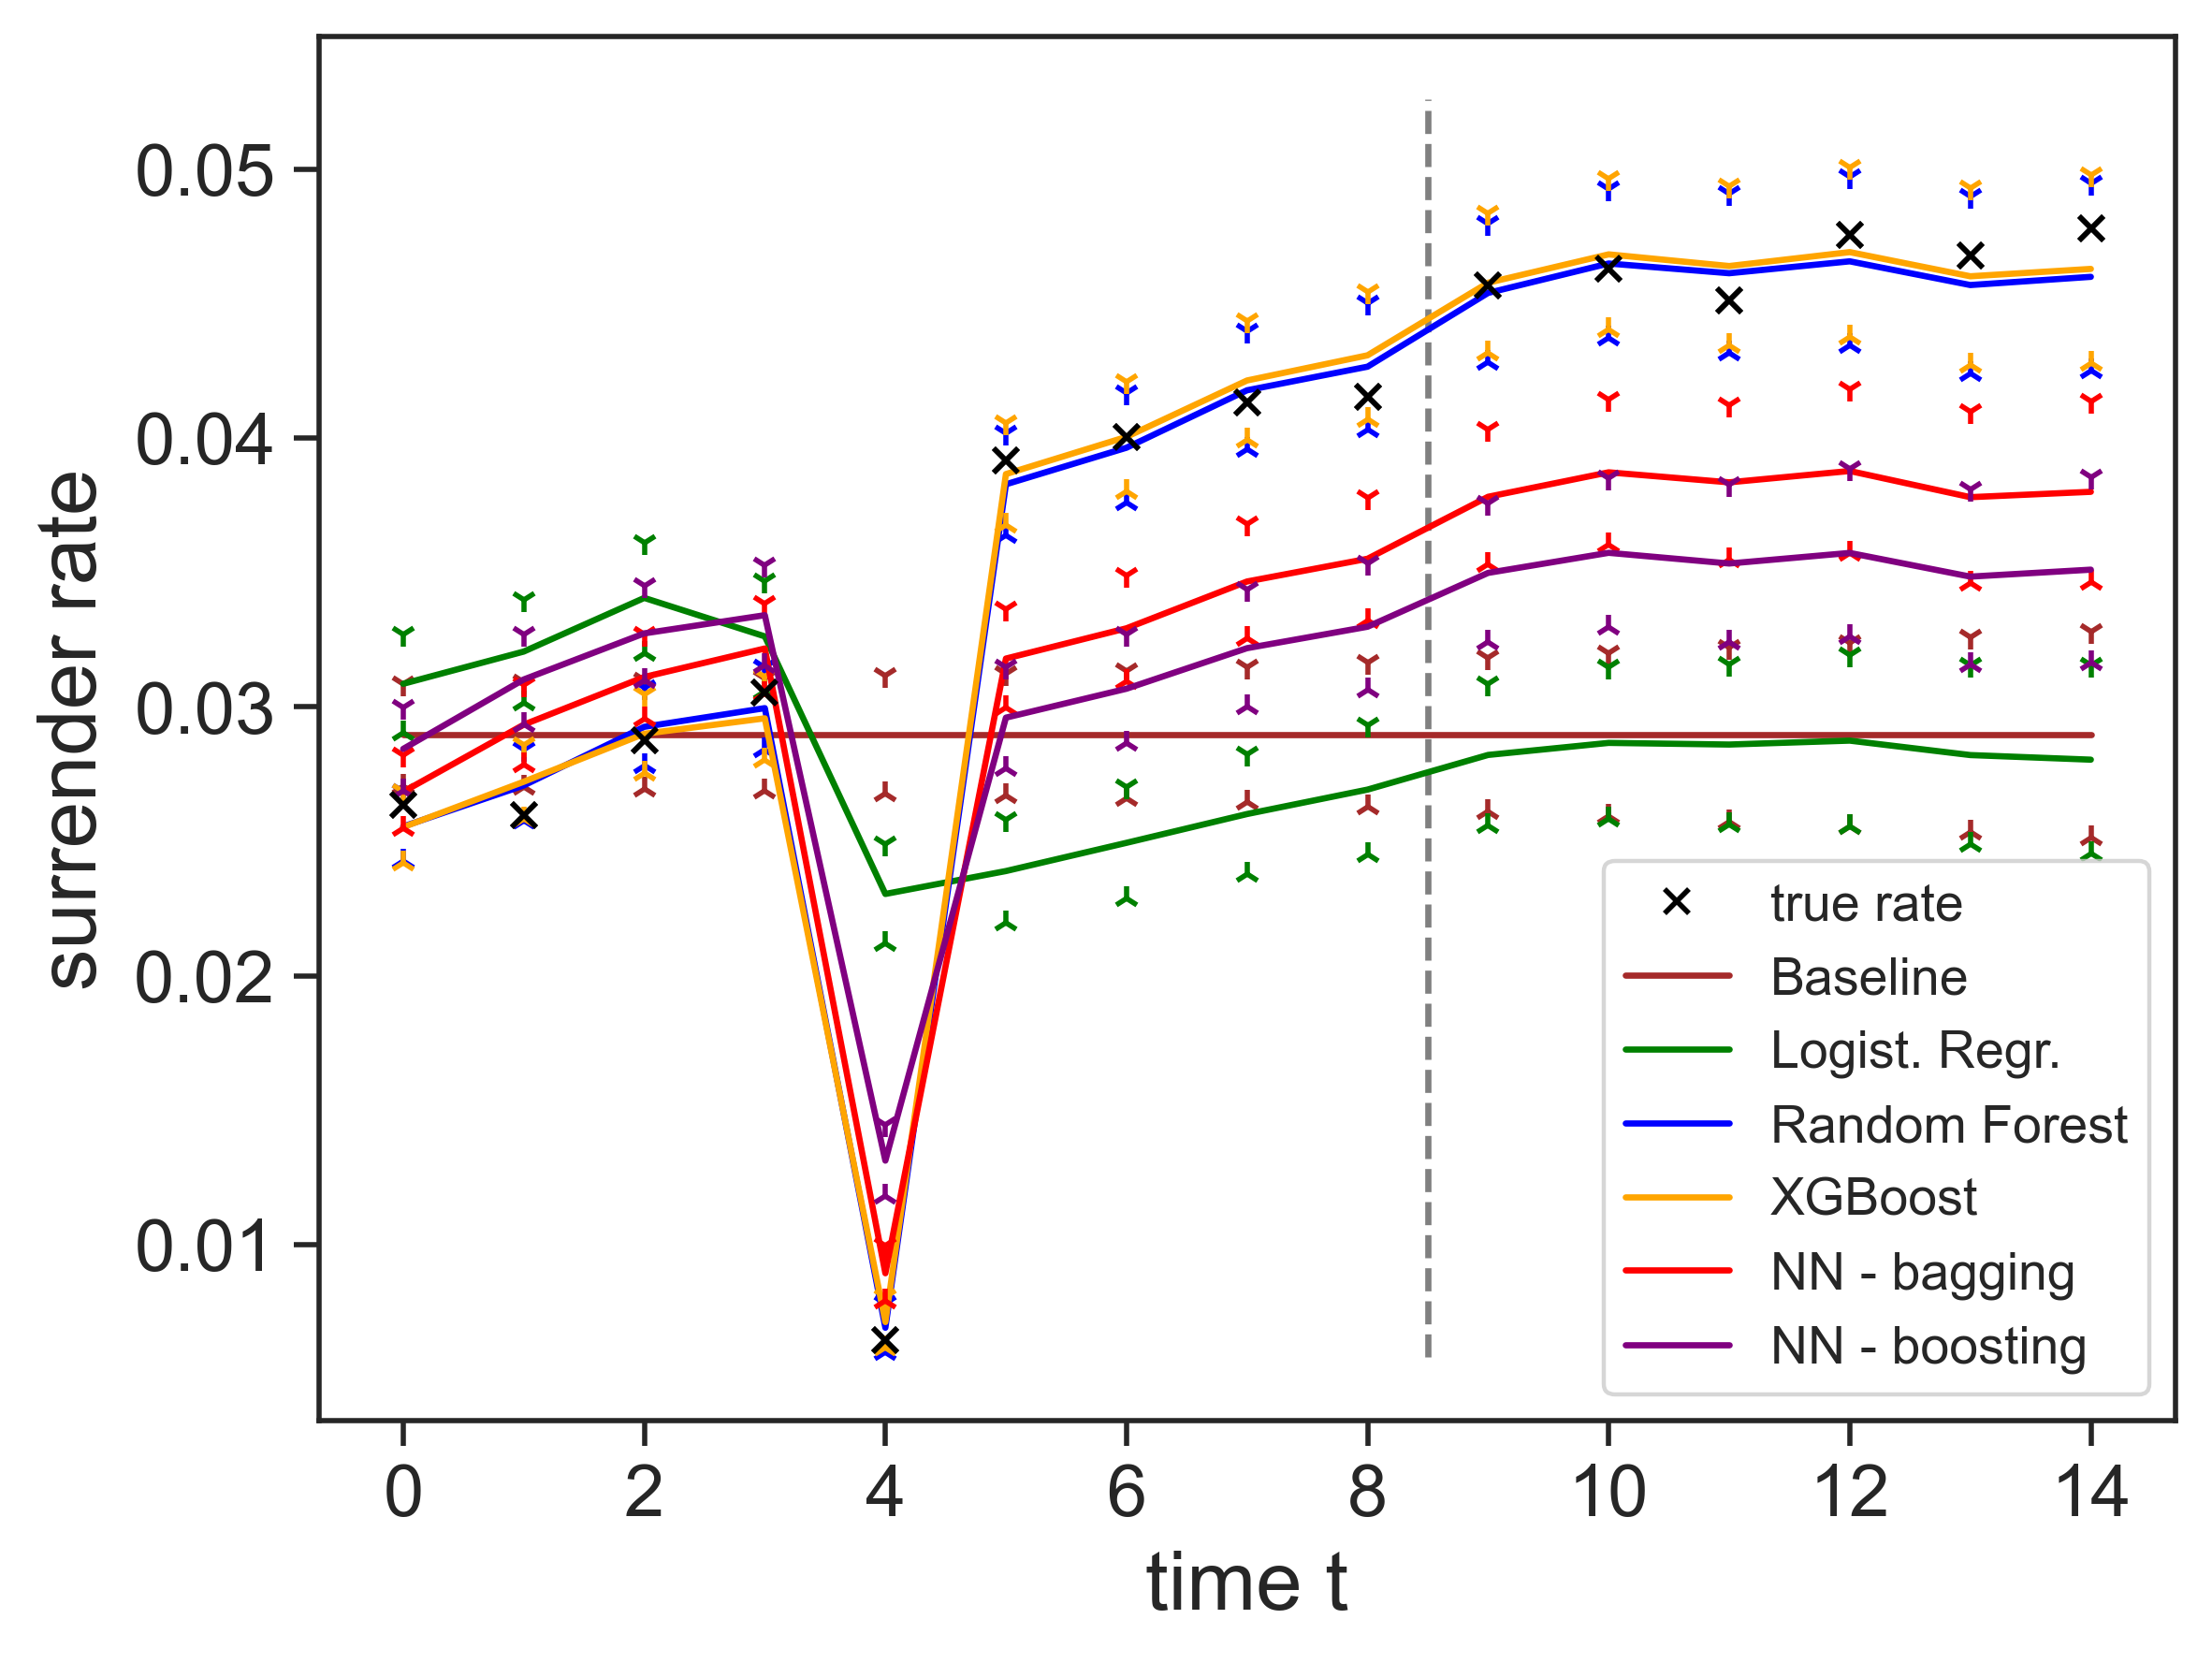 surrender rate
0.05
0.04
0.03
0.02
0.01
0 2 4 6 8 10 12 14
time t
true rate
Baseline
Logist. Regr.
Random Forest
XGBoost
NN - bagging
NN - boosting